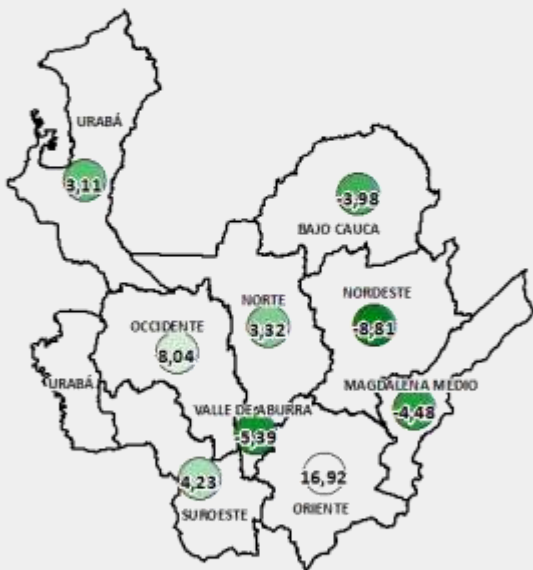 URABÁ
3,11
-3,98
BAJO CAUCA
NORTE
3,32
NORDESTE
-8,81
OCCIDENTE
8,04
URABÁ
MAGDALENA MEDIO
-4,48
VALLE DE ABURRA
-5,39
4,23
SUROESTE
16,92
ORIENTE